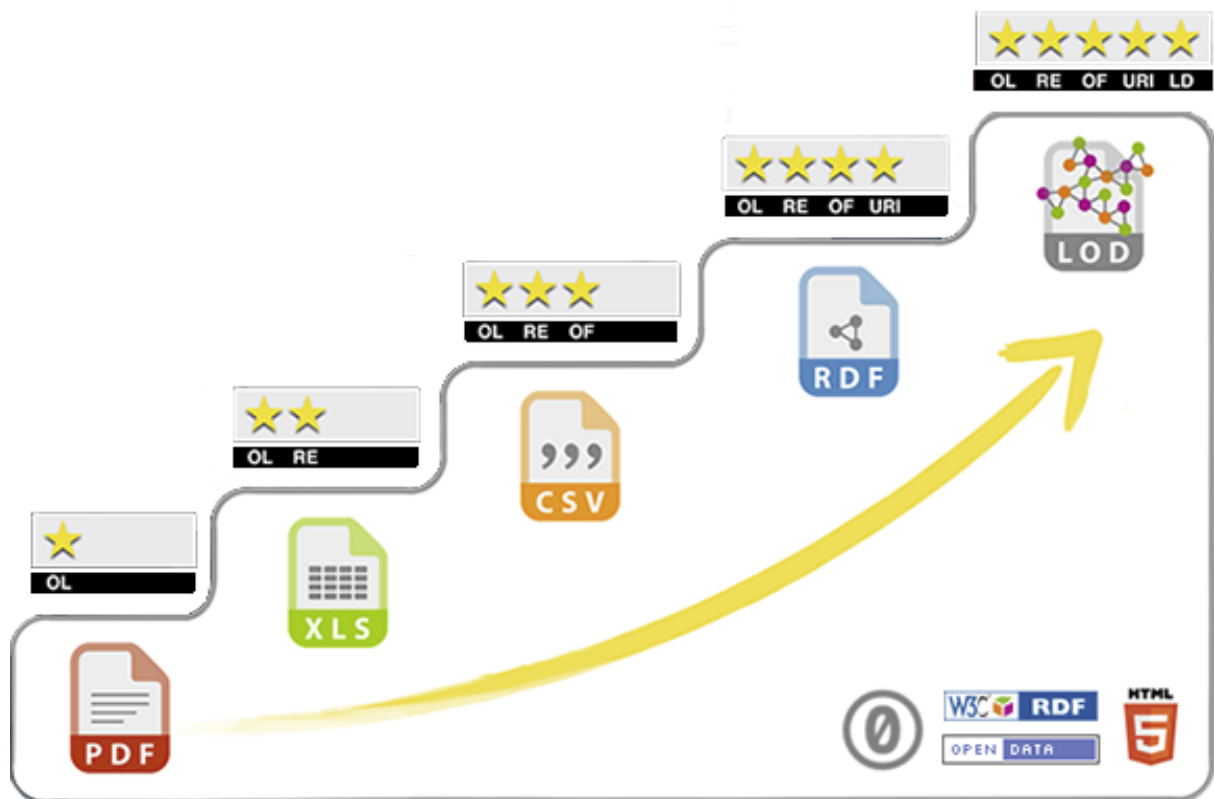 OL RE OF URI LD
LOD
OL RE OF URI
RDF
OL RE OF
CSV
OL RE
XLS
OL
PDF
0
W3C RDF
OPEN DATA
HTML
5